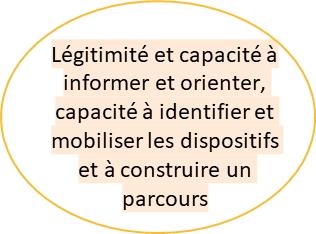 Légitimité et capacité à
informer et orienter,
capacité à identifier et
mobiliser les dispositifs
et à construire un
parcours